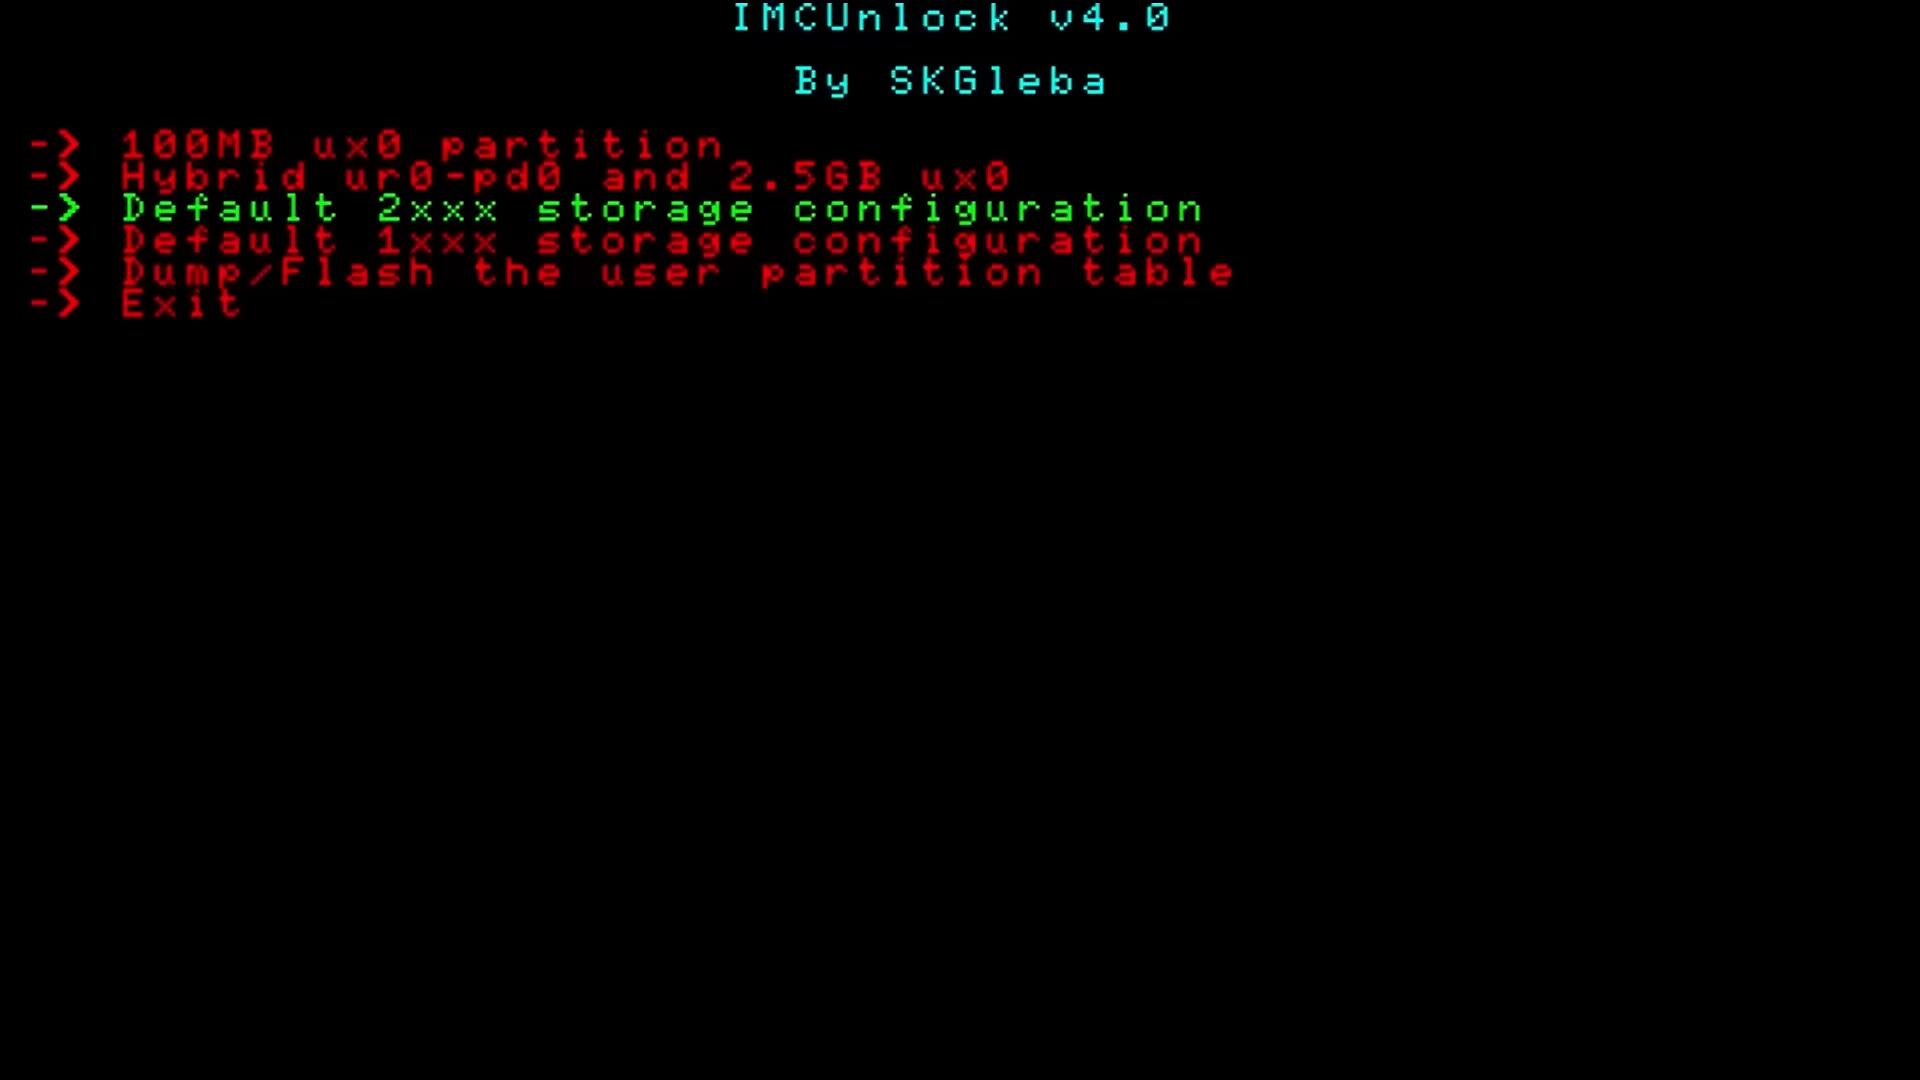 IMCUnlock v4.0
By SKGleba
-> 100MB ux0 partition
-> Hybrid ur0-pd0 and 2.5GB ux0
-> Default 2xxx storage configuration
-> Default 1xxx storage configuration
-> Dump/Flash the user partition table
-> Exit